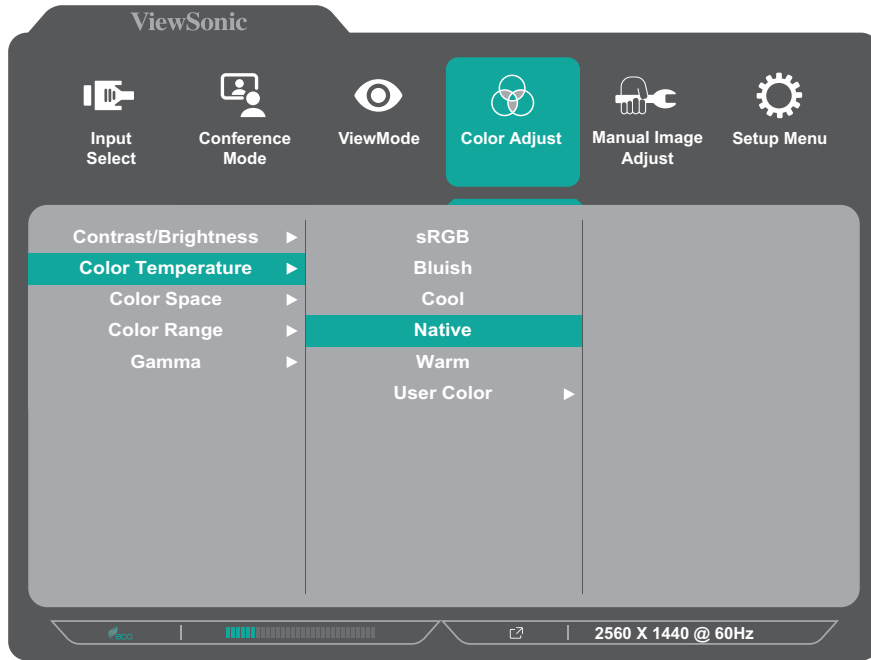 ViewSonic
Input
Select
Conference
Mode
ViewMode
Color Adjust
Manual Image
Adjust
Setup Menu
Contrast/Brightness
Color Temperature
Color Space
Color Range
Gamma
sRGB
Bluish
Cool
Native
Warm
User Color
eco
2560 X 1440 @ 60Hz